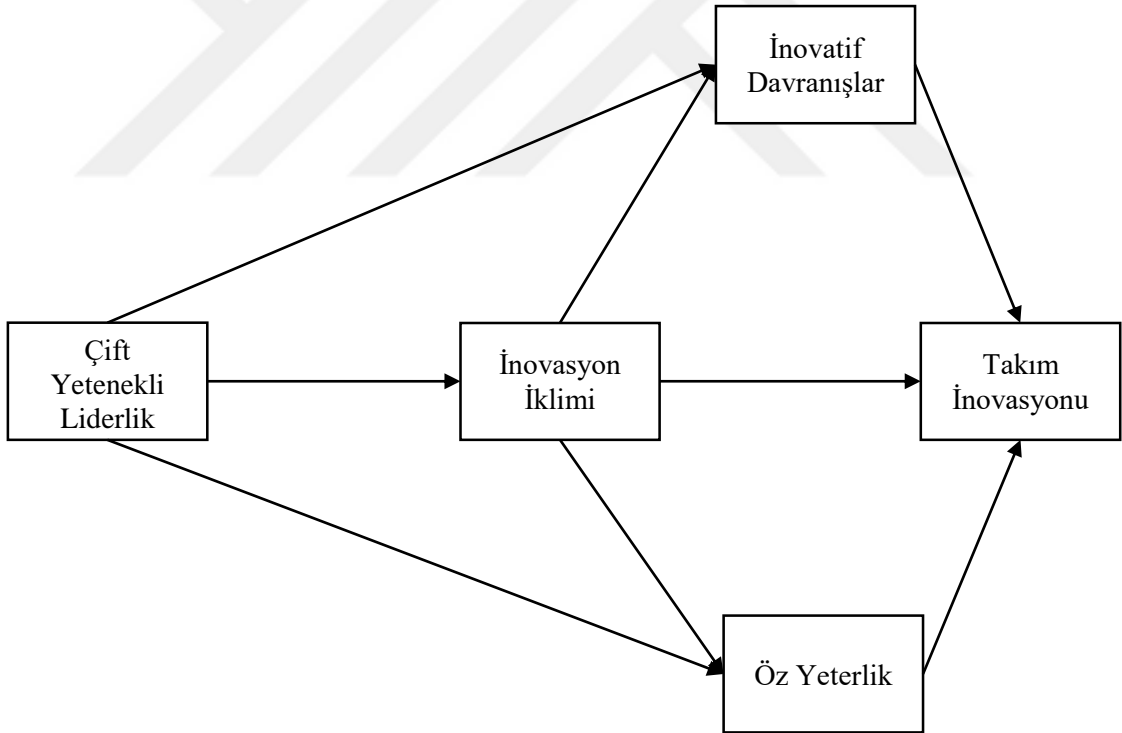 İnovatif
Davranışlar
Çift
Yetenekli
Liderlik
İnovasyon
İklimi
Takım
İnovasyonu
Öz Yeterlik